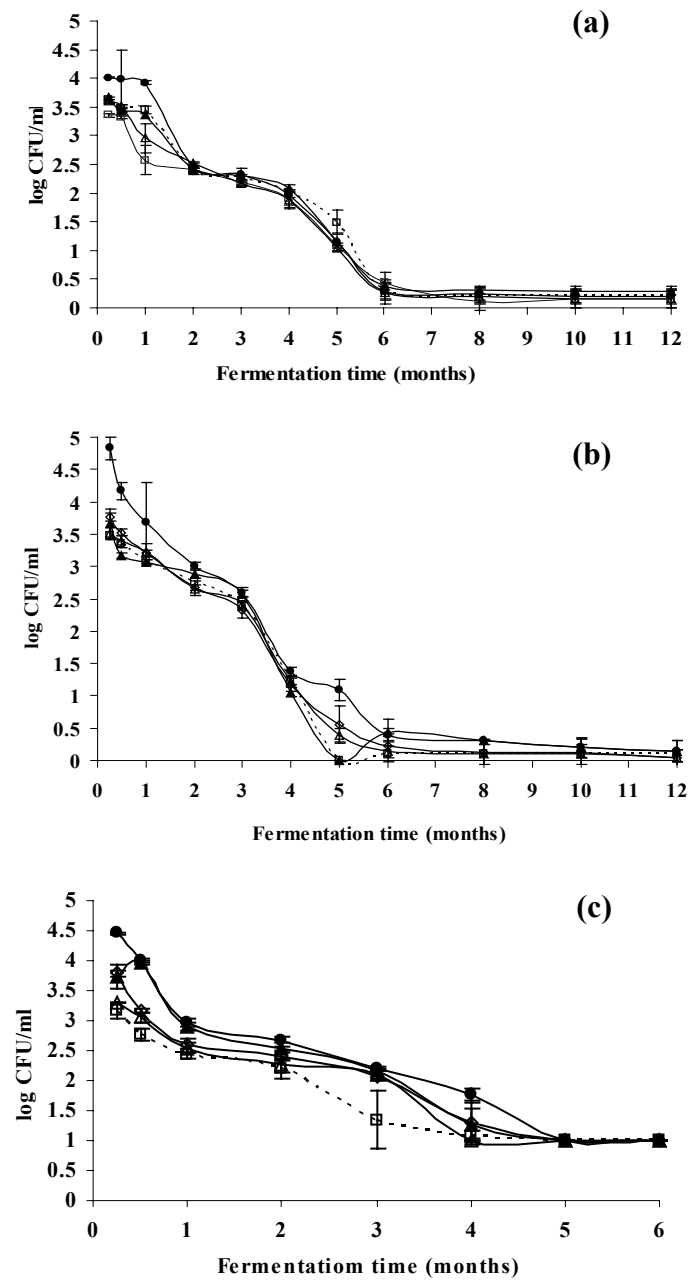 (a)
5
4.5
4
3.5
3
2.5
2
1.5
1
0.5
0
log CFU/ml
0 1 2 3 4 5 6 7 8 9 10 11 12
Fermentation time (months)
(b)
5
4.5
4
3.5
3
2.5
2
1.5
1
0.5
0
log CFU/ml
0 1 2 3 4 5 6 7 8 9 10 11 12
Fermentation time (months)
(c)
5
4.5
4
3.5
3
2.5
2
1.5
1
0.5
0
log CFU/ml
0 1 2 3 4 5 6
Fermentatiom time (months)